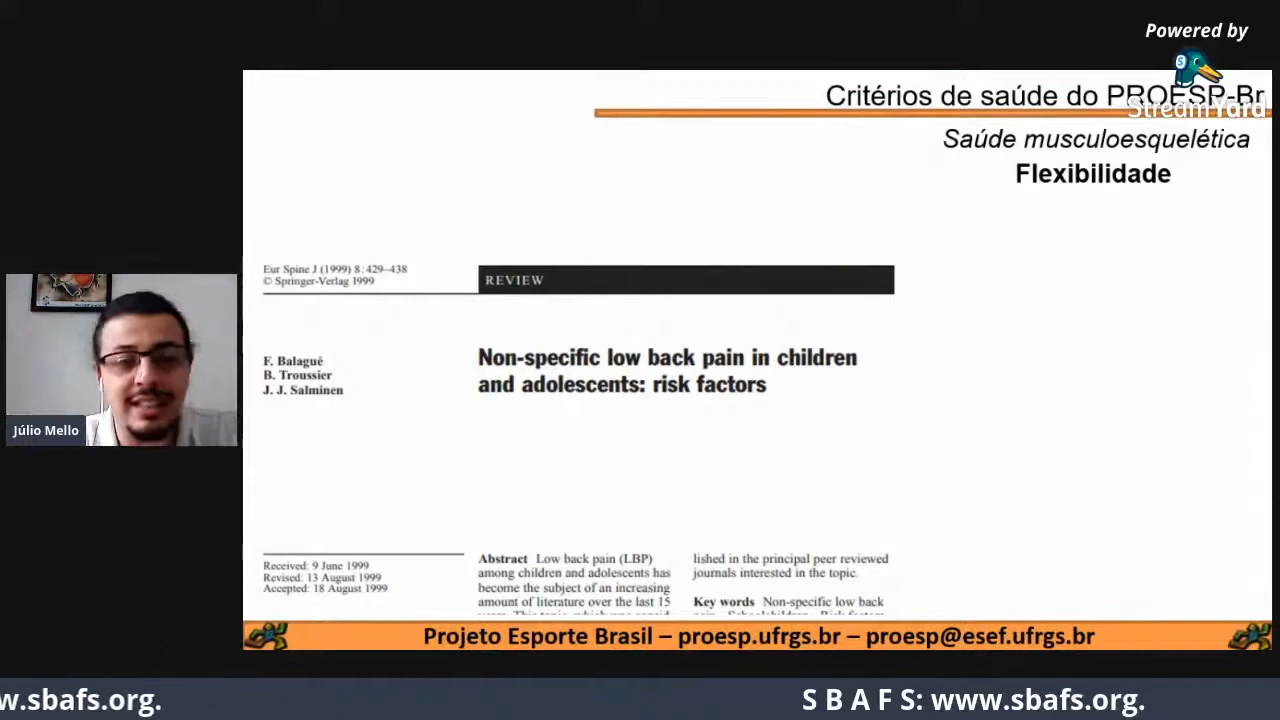 Powered by
StreamYard
Critérios de saúde do PROESP-Br
Saúde musculoesquelética
Flexibilidade
Eur Spine J (1999) 8:429–438
© Springer-Verlag 1999
REVIEW
F. Balagué
B. Troussier
J. J. Salminen
Non-specific low back pain in children
and adolescents: risk factors
Júlio Mello
Received: 9 June 1999
Revised: 13 August 1999
Accepted: 18 August 1999
Abstract Low back pain (LBP)
among children and adolescents has
become the subject of an increasing
amount of literature over the last 15
lished in the principal peer reviewed
journals interested in the topic.
Key words Non-specific low back
Projeto Esporte Brasil – proesp.ufrgs.br – proesp@esef.ufrgs.br
w.sbafs.org.
S B A F S: www.sbafs.org.